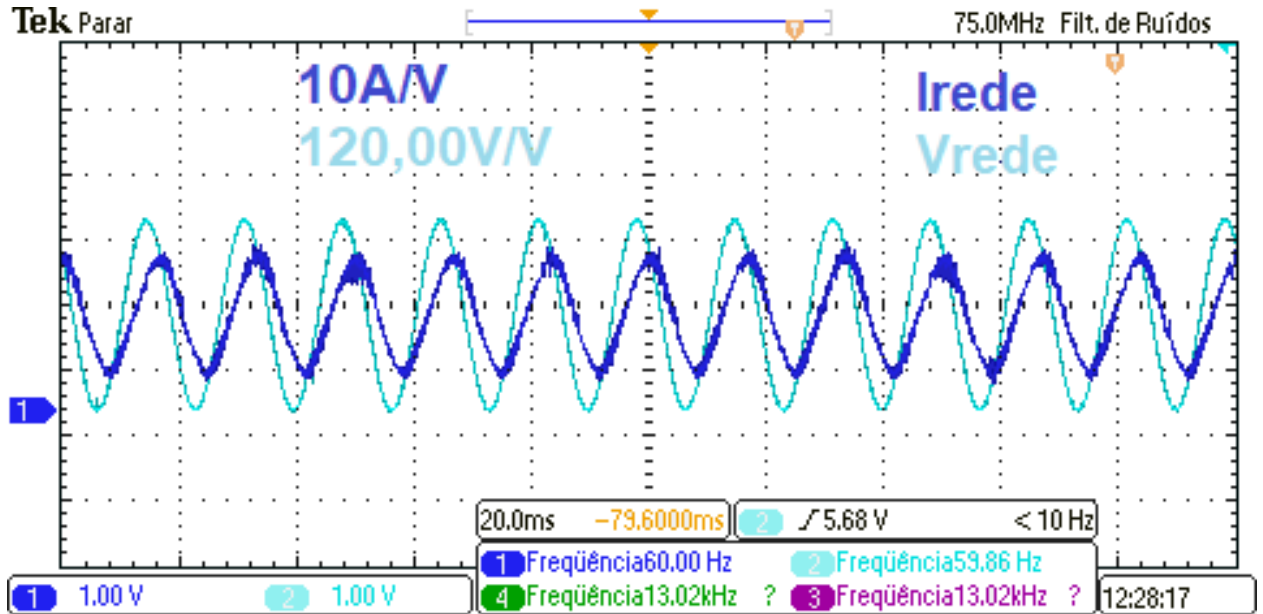 Tek Parar 75.0MHz Filt. de Ruídos
T
T
10A/V Irede
120,00V/V Vrede
1
20.0ms -79.6000ms 2 5.68 V < 10 Hz
1 Freqüência60.00 Hz 2 Freqüência59.86 Hz
4 Freqüência13.02kHz ? 3 Freqüência13.02kHz ?
1 1.00 V 2 1.00 V 12:28:17